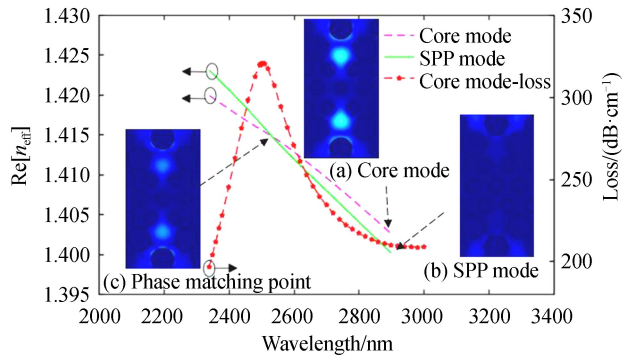 Core mode
SPP mode
Core mode-loss
(a) Core mode
(b) SPP mode
(c) Phase matching point
Re[n_eff]
1.430
1.425
1.420
1.415
1.410
1.405
1.400
1.395
Loss/(dB·cm⁻¹)
350
300
250
200
2000
2200
2400
2600
2800
3000
3200
3400
Wavelength/nm